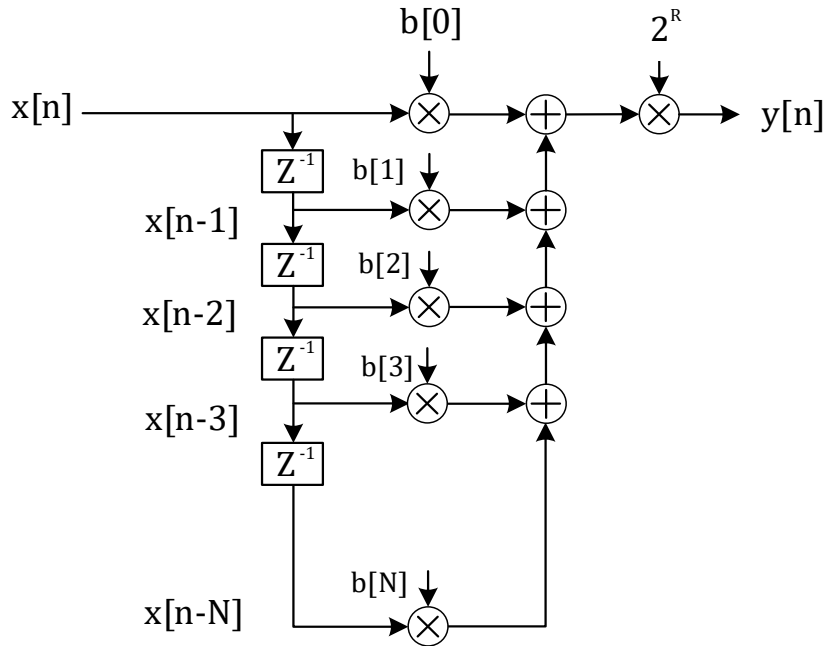 b[0]
2^R
x[n]
y[n]
Z^-1
b[1]
x[n-1]
Z^-1
b[2]
x[n-2]
Z^-1
b[3]
x[n-3]
Z^-1
b[N]
x[n-N]